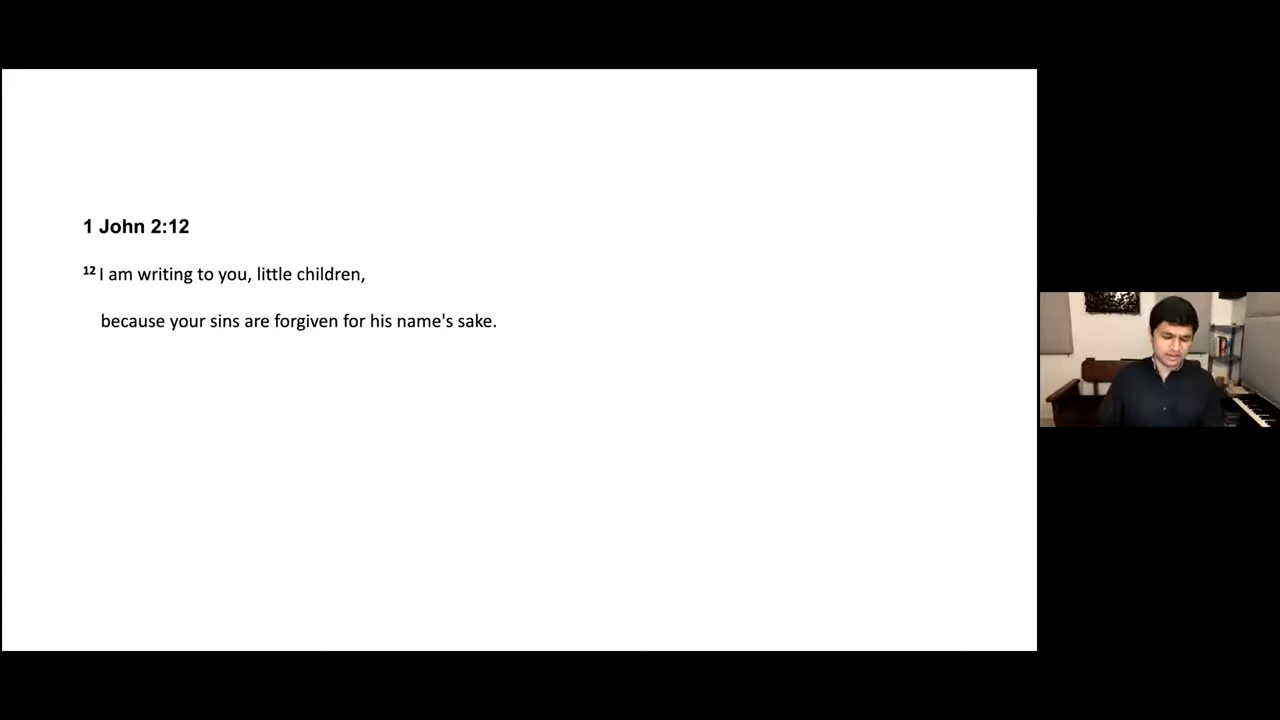 1 John 2:12
12 I am writing to you, little children,
because your sins are forgiven for his name's sake.